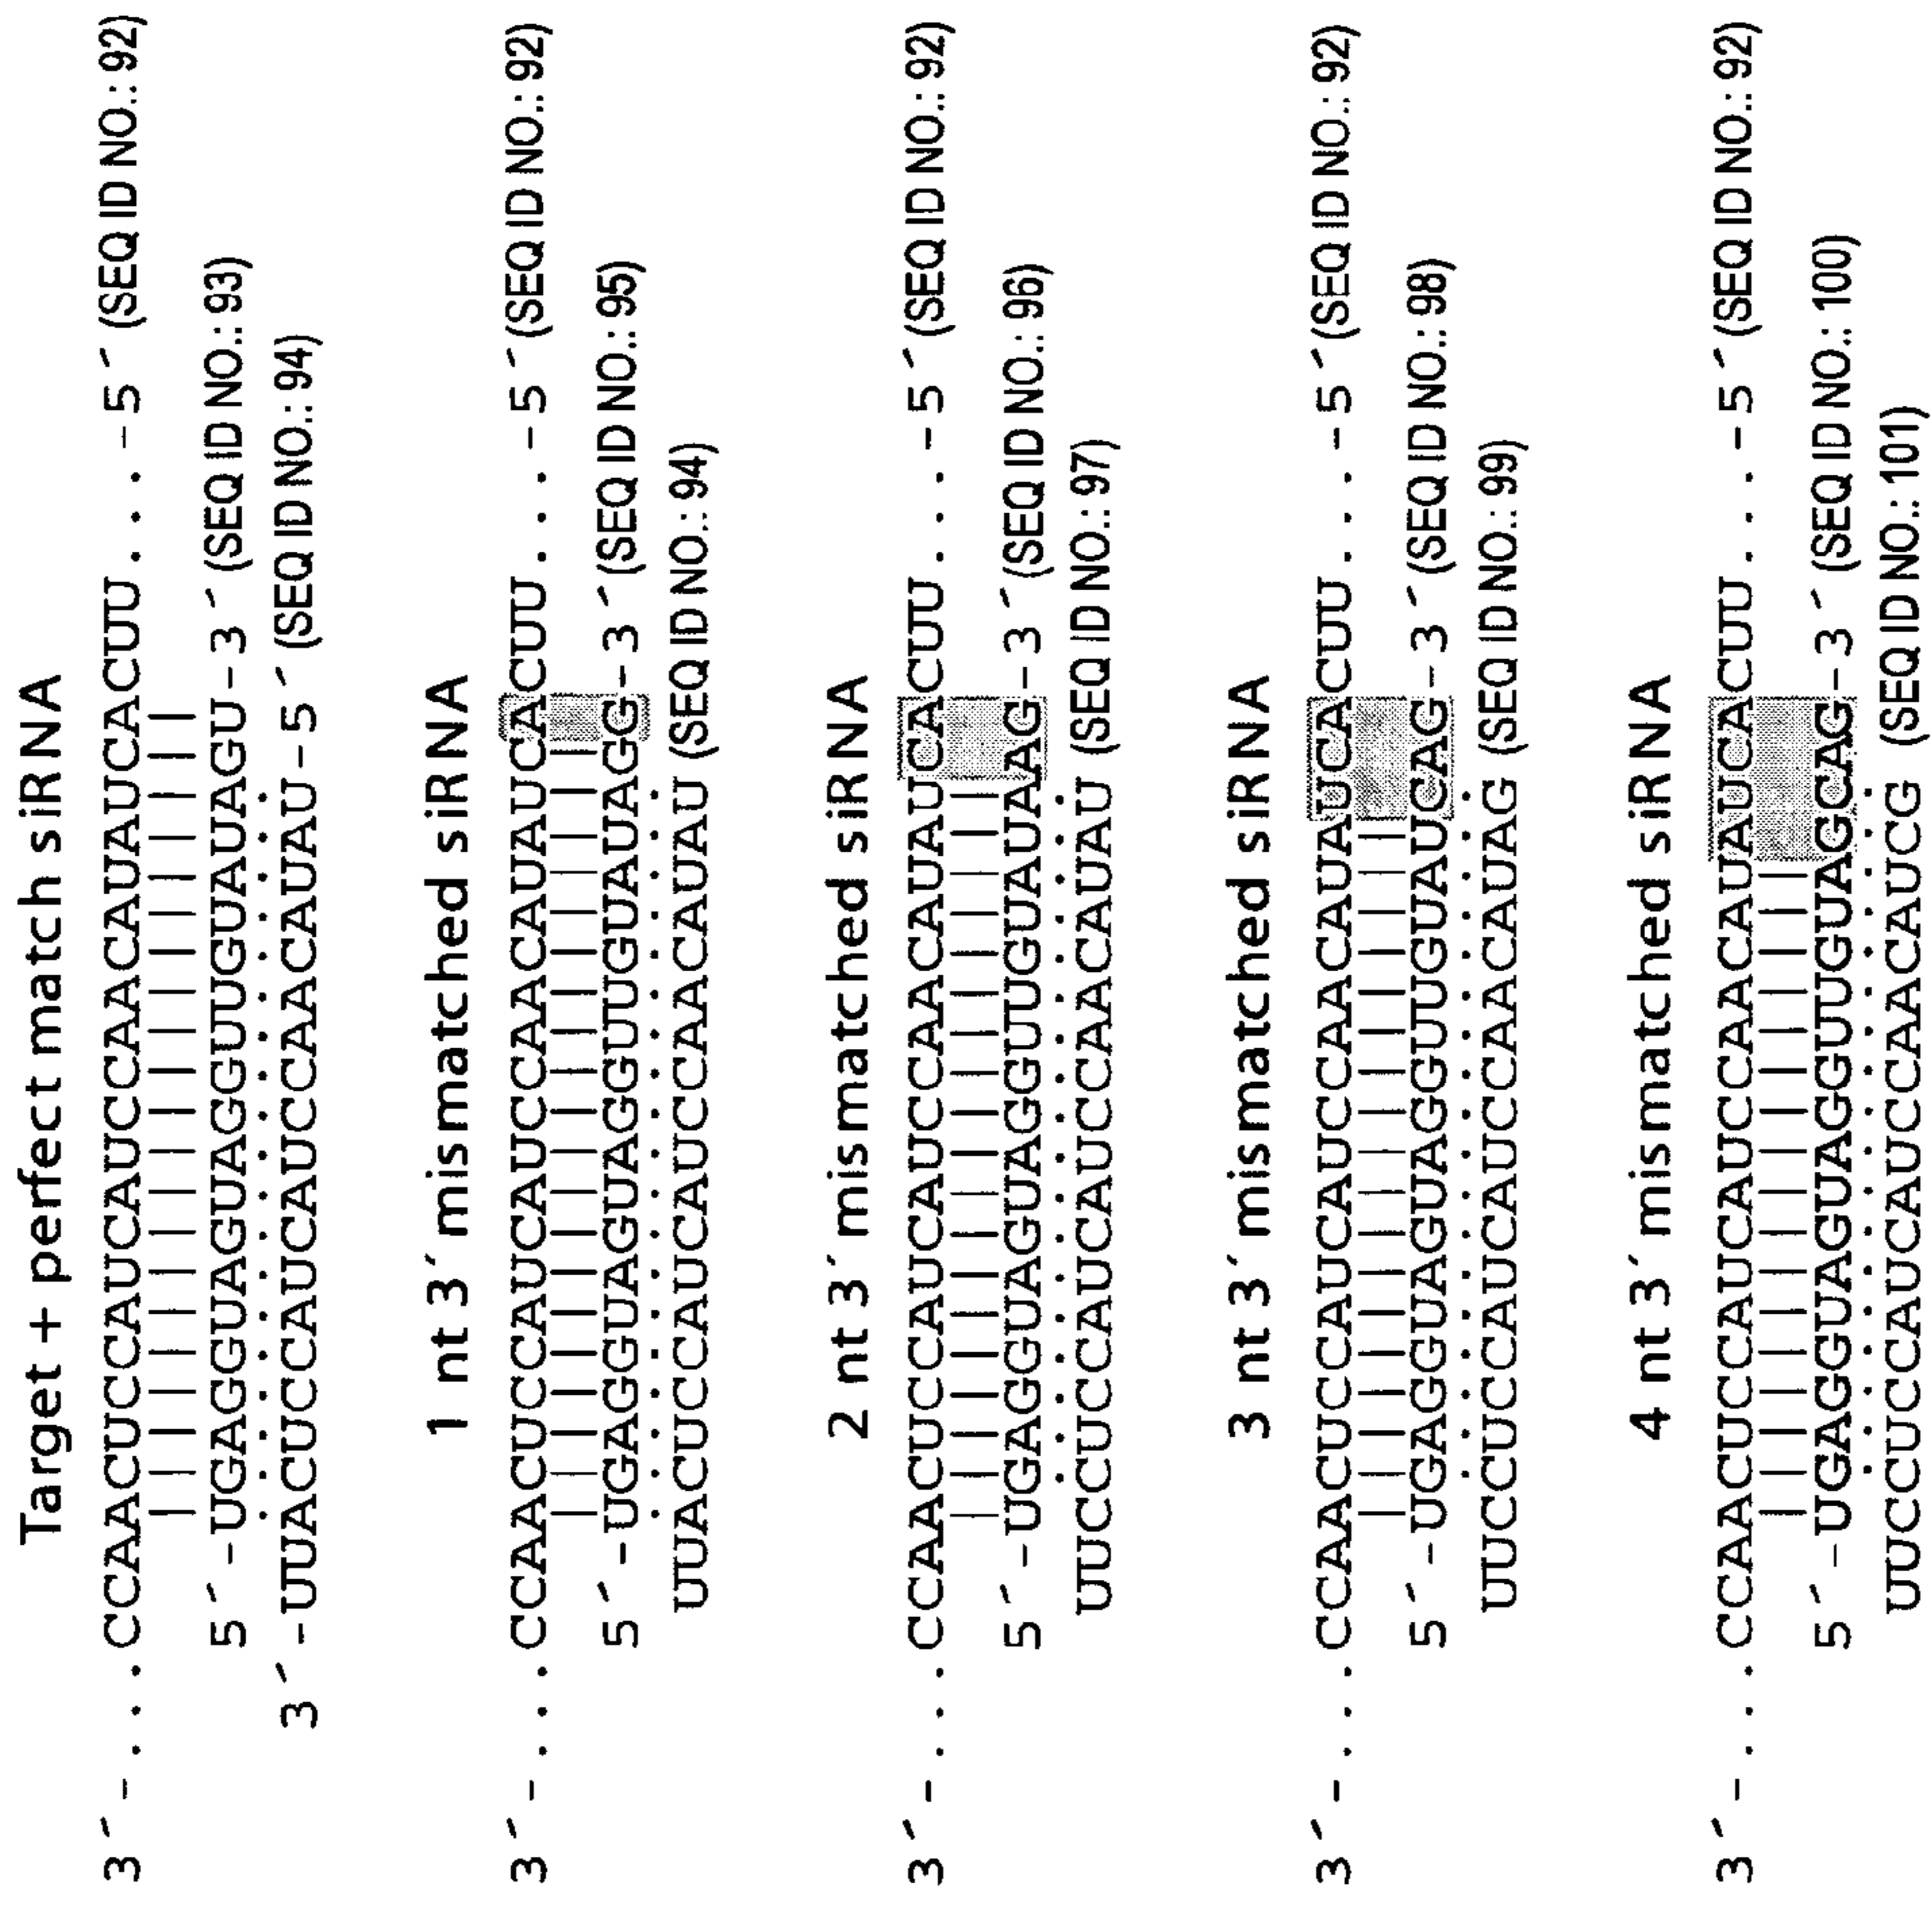 Target + perfect match siRNA
3´-...CCAACUCCAUCAUCCAACAUAUCACUU...-5´ (SEQ ID NO.: 92)
5´-UGAGGUAGUAGGUUGUAUAGU-3´ (SEQ ID NO.: 93)
3´-UUACUCCAUCAUCCAACAUAU-5´ (SEQ ID NO.: 94)
1 nt 3´mismatched siRNA
3´-...CCAACUCCAUCAUCCAACAUAUCACUU...-5´(SEQ ID NO.: 92)
5´-UGAGGUAGUAGGUUGUAUAGG-3´(SEQ ID NO.: 95)
UUACUCCAUCAUCCAACAUAU (SEQ ID NO.: 94)
2 nt 3´mismatched siRNA
3´-...CCAACUCCAUCAUCCAACAUAUCACUU...-5´(SEQ ID NO.: 92)
5´-UGAGGUAGUAGGUUGUAUAAG-3´(SEQ ID NO.: 96)
UUCCUCCAUCAUCCAACAUAU (SEQ ID NO.: 97)
3 nt 3´mismatched siRNA
3´-...CCAACUCCAUCAUCCAACAUAUCACUU...-5´(SEQ ID NO.: 92)
5´-UGAGGUAGUAGGUUGUAUCAG-3´(SEQ ID NO.: 98)
UUCCUCCAUCAUCCAACAUAG (SEQ ID NO.: 99)
4 nt 3´mismatched siRNA
3´-...CCAACUCCAUCAUCCAACAUAUCACUU...-5´(SEQ ID NO.: 92)
5´-UGAGGUAGUAGGUUGUAGCAG-3´ (SEQ ID NO.: 100)
UUCCUCCAUCAUCCAACAUCG (SEQ ID NO.: 101)